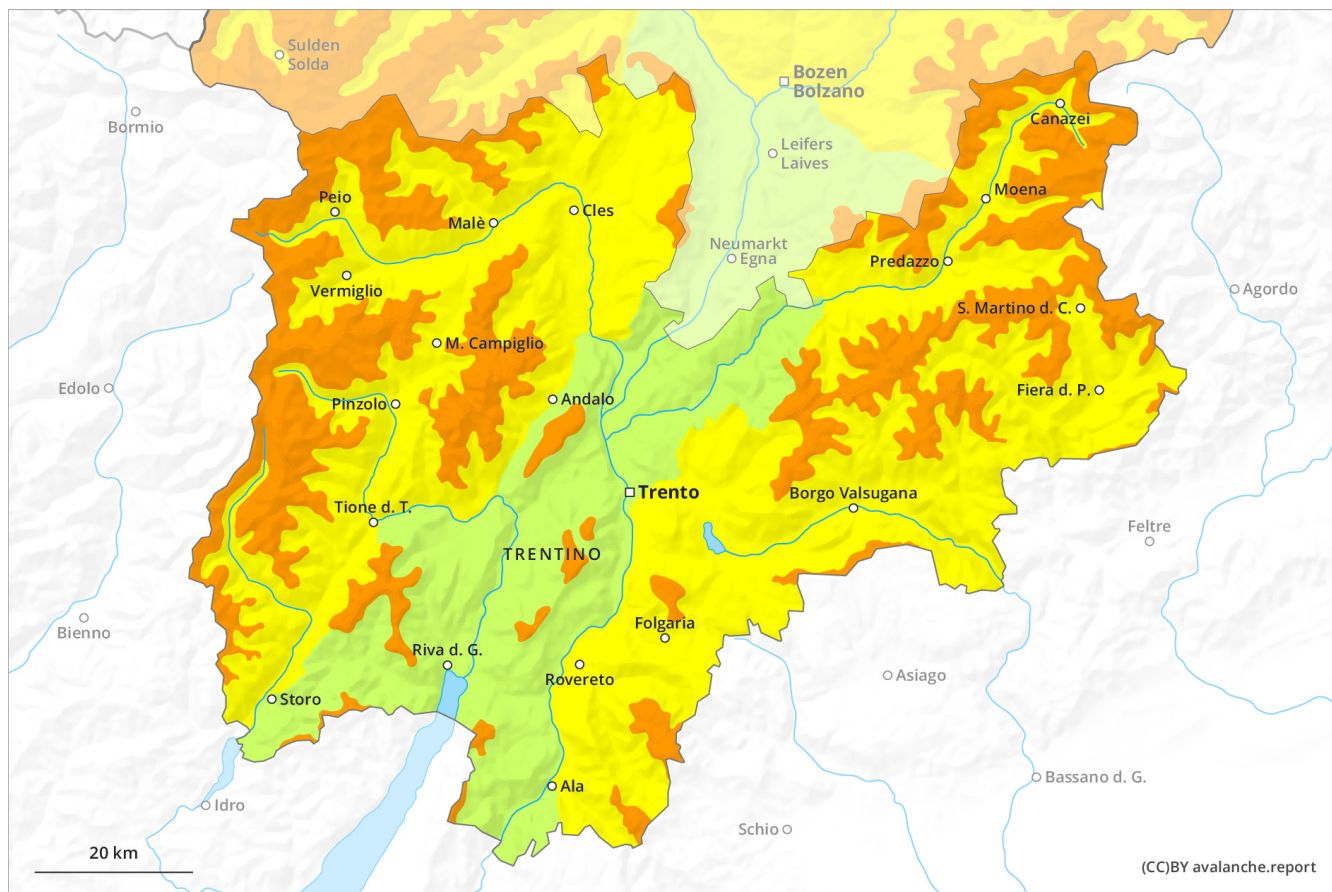 Sulden
Solda
Bozen
Bolzano
Bormio
Canazei
Leifers
Laives
Peio
Moena
Malè
Cles
Neumarkt
Egna
Predazzo
Vermiglio
Agordo
S. Martino d. C.
M. Campiglio
Edolo
Fiera d. P.
Pinzolo
Andalo
Trento
Borgo Valsugana
Tione d. T.
Feltre
TRENTINO
Bienno
Folgaria
Riva d. G.
Rovereto
Asiago
Storo
Bassano d. G.
Ala
Idro
Schio
20 km
(CC)BY avalanche.report